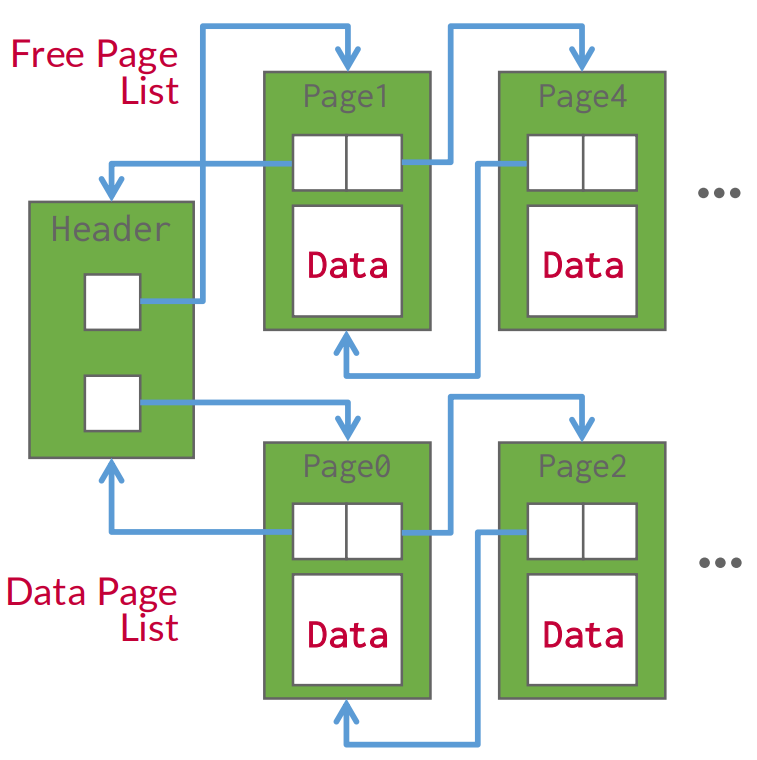 Free Page
List
Page1
Page4
Data
Data
...
Header
Page0
Page2
Data
Data
...
Data Page
List